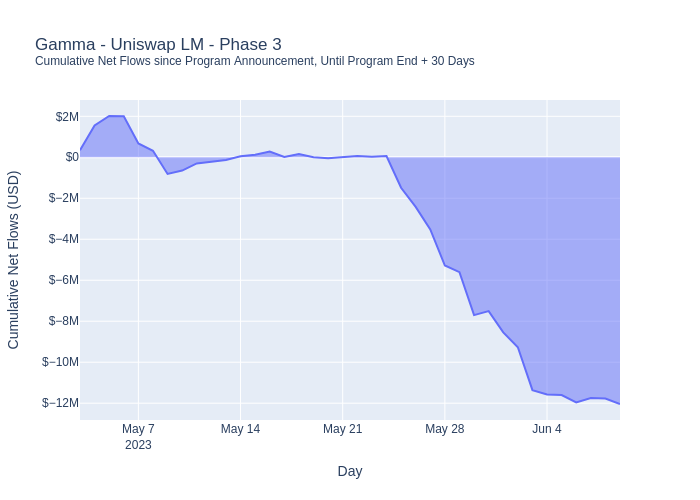 Gamma - Uniswap LM - Phase 3
Cumulative Net Flows since Program Announcement, Until Program End + 30 Days
Cumulative Net Flows (USD)
$2M
$0
$−2M
$−4M
$−6M
$−8M
$−10M
$−12M
May 7
2023
May 14
May 21
May 28
Jun 4
Day